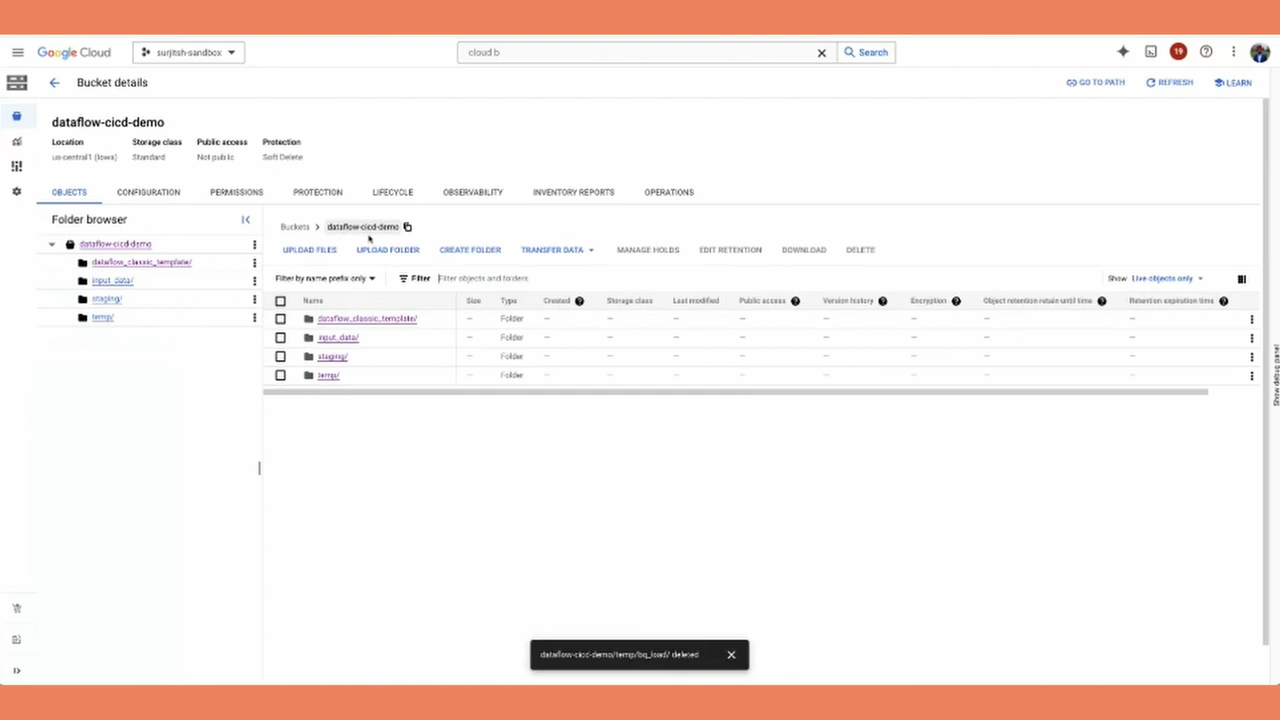 Google Cloud surjitsh-sandbox cloud b Search 19
Bucket details GO TO PATH REFRESH LEARN
dataflow-cicd-demo
Location Storage class Public access Protection
us-central1 (Iowa) Standard Not public Soft Delete
OBJECTS CONFIGURATION PERMISSIONS PROTECTION LIFECYCLE OBSERVABILITY INVENTORY REPORTS OPERATIONS
Folder browser
dataflow-cicd-demo
dataflow_classic_template/
input_data/
staging/
temp/
Buckets > dataflow-cicd-demo
UPLOAD FILES UPLOAD FOLDER CREATE FOLDER TRANSFER DATA MANAGE HOLDS EDIT RETENTION DOWNLOAD DELETE
Filter by name prefix only Filter Filter objects and folders Show Live objects only
Name Size Type Created Storage class Last modified Public access Version history Encryption Object retention retain until time Retention expiration time
dataflow_classic_template/ — Folder — — — — — — — —
input_data/ — Folder — — — — — — — —
staging/ — Folder — — — — — — — —
temp/ — Folder — — — — — — — —
Show debug panel
dataflow-cicd-demo/temp/bq_load/ deleted